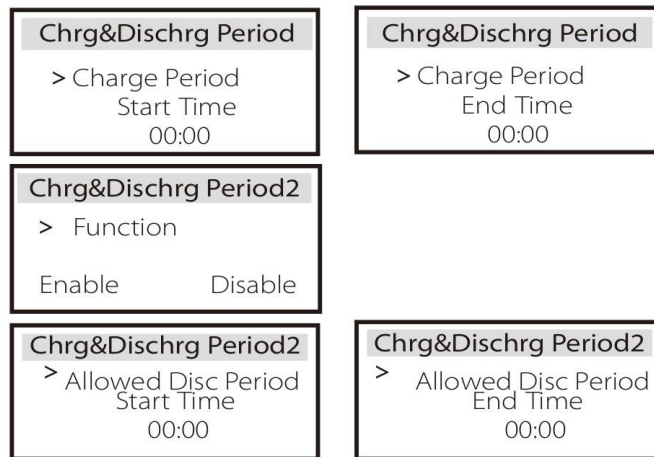 Chrg&Dischrg Period
> Charge Period
Start Time
00:00
Chrg&Dischrg Period
> Charge Period
End Time
00:00
Chrg&Dischrg Period2
> Function
Enable Disable
Chrg&Dischrg Period2
> Allowed Disc Period
Start Time
00:00
Chrg&Dischrg Period2
> Allowed Disc Period
End Time
00:00